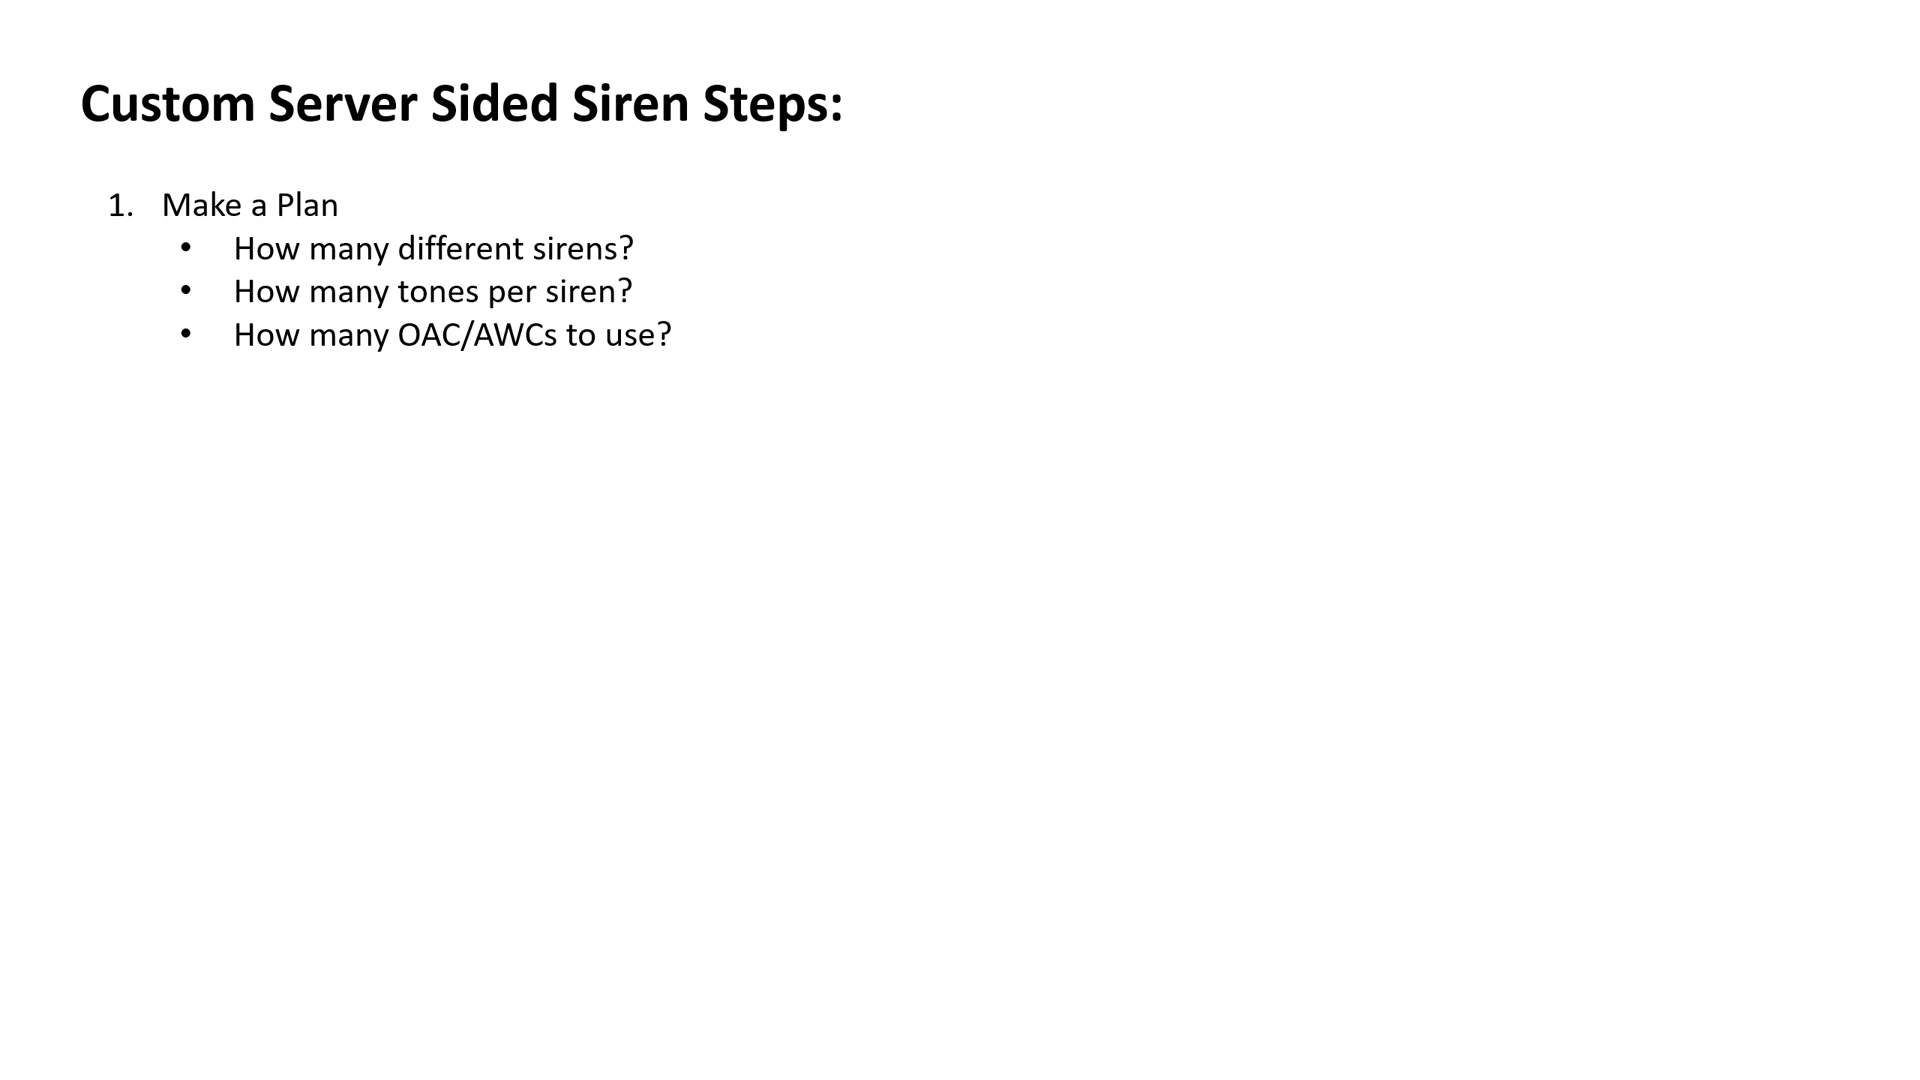 Custom Server Sided Siren Steps:
1. Make a Plan
• How many different sirens?
• How many tones per siren?
• How many OAC/AWCs to use?